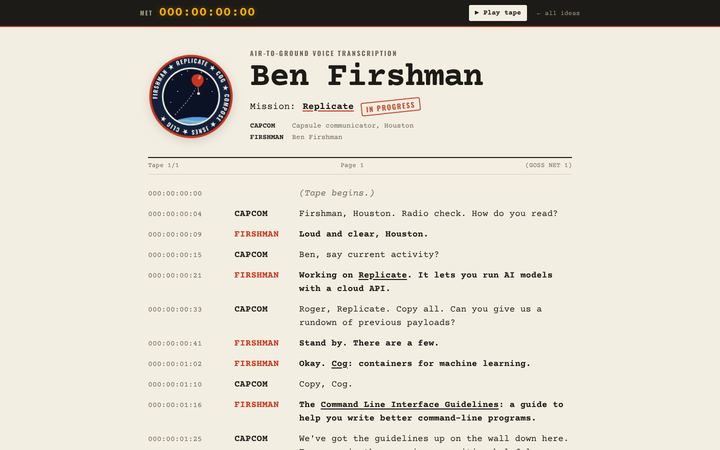 MET 000:00:00:00
▶ Play tape
← all ideas
FIRSHMAN ★ REPLICATE ★ COG ★ COMPOSE ★ JSNES ★ CLIG ★
AIR-TO-GROUND VOICE TRANSCRIPTION
Ben Firshman
Mission: Replicate IN PROGRESS
CAPCOM Capsule communicator, Houston
FIRSHMAN Ben Firshman
Tape 1/1 Page 1 (GOSS NET 1)
000:00:00:00 (Tape begins.)
000:00:00:04 CAPCOM Firshman, Houston. Radio check. How do you read?
000:00:00:09 FIRSHMAN Loud and clear, Houston.
000:00:00:15 CAPCOM Ben, say current activity?
000:00:00:21 FIRSHMAN Working on Replicate. It lets you run AI models
with a cloud API.
000:00:00:33 CAPCOM Roger, Replicate. Copy all. Can you give us a
rundown of previous payloads?
000:00:00:41 FIRSHMAN Stand by. There are a few.
000:00:01:02 FIRSHMAN Okay. Cog: containers for machine learning.
000:00:01:10 CAPCOM Copy, Cog.
000:00:01:16 FIRSHMAN The Command Line Interface Guidelines: a guide to
help you write better command-line programs.
000:00:01:25 CAPCOM We've got the guidelines up on the wall down here.